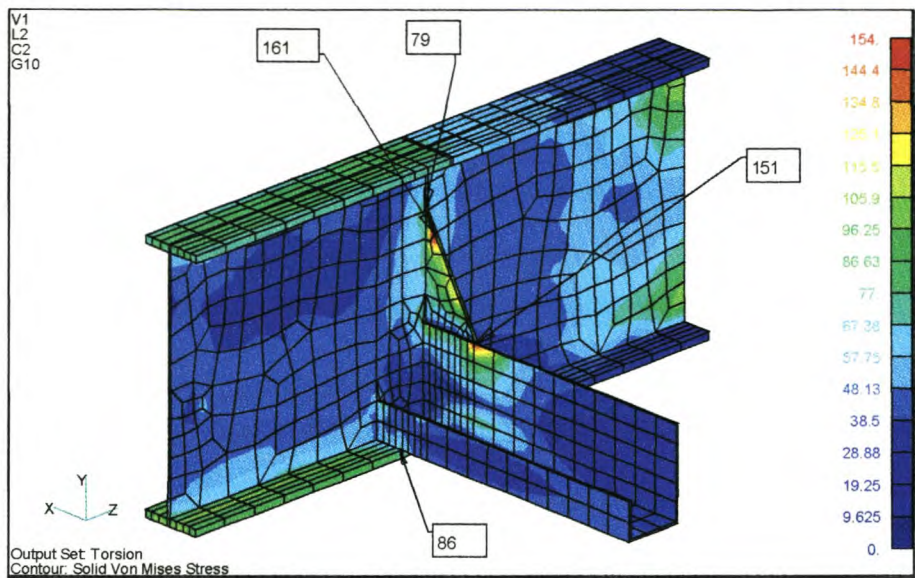 V1
L2
C2
G10
161
79
151
86
Y
X
Z
154.
144.4
134.8
125.1
115.5
105.9
96.25
86.63
77.
67.38
57.75
48.13
38.5
28.88
19.25
9.625
0.
Output Set: Torsion
Contour: Solid Von Mises Stress